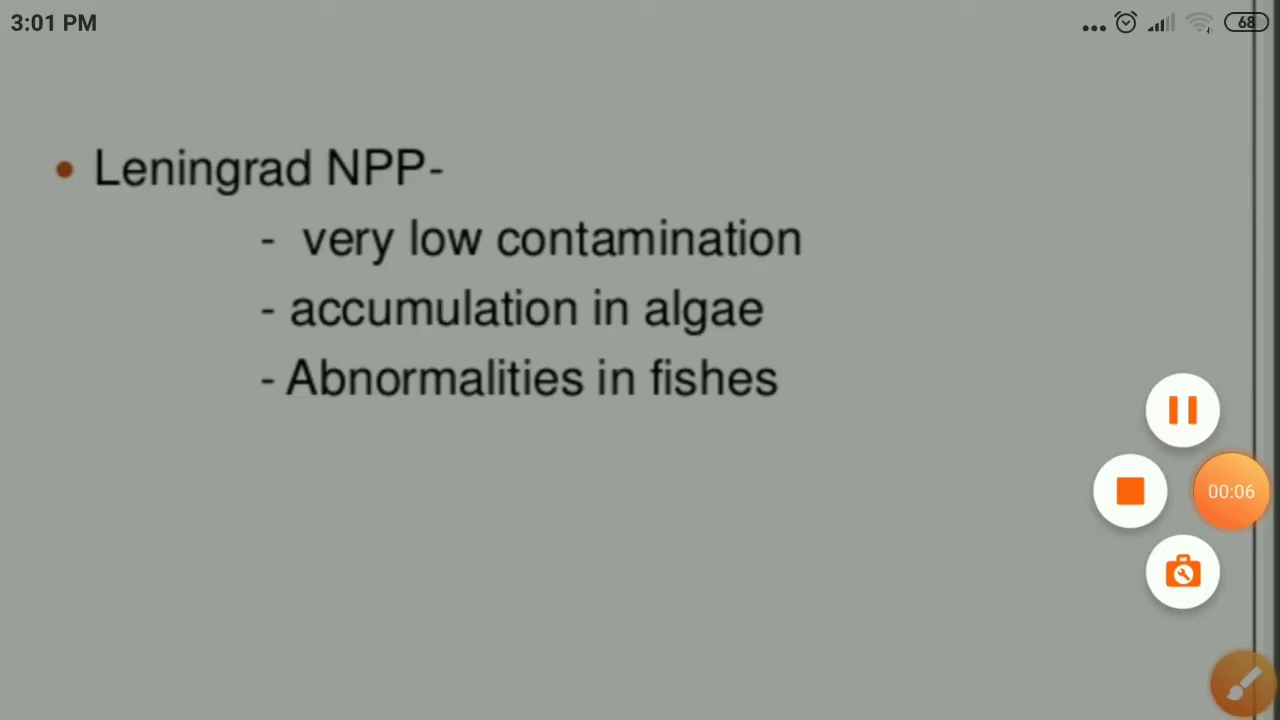 3:01 PM
68
• Leningrad NPP-
- very low contamination
- accumulation in algae
- Abnormalities in fishes
00:06